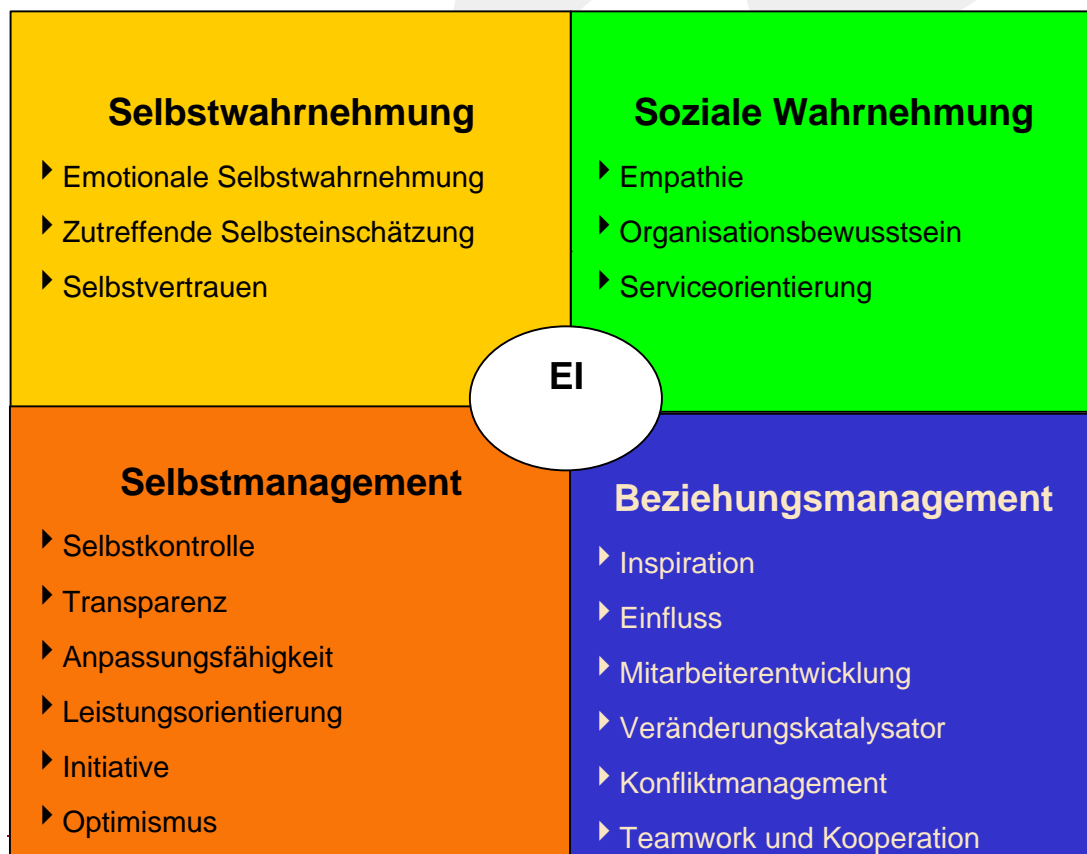 Selbstwahrnehmung
Emotionale Selbstwahrnehmung
Zutreffende Selbsteinschätzung
Selbstvertrauen
Soziale Wahrnehmung
Empathie
Organisationsbewusstsein
Serviceorientierung
EI
Selbstmanagement
Selbstkontrolle
Transparenz
Anpassungsfähigkeit
Leistungsorientierung
Initiative
Optimismus
Beziehungsmanagement
Inspiration
Einfluss
Mitarbeiterentwicklung
Veränderungskatalysator
Konfliktmanagement
Teamwork und Kooperation